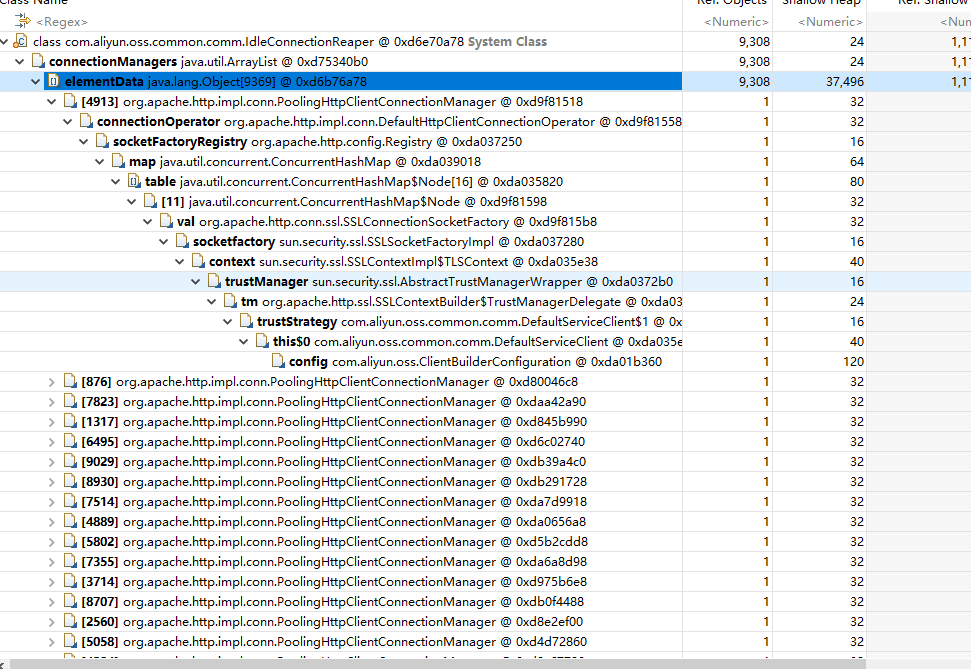 Class Name Ref. Objects Shallow Heap Ref. Shallow
<Regex> <Numeric> <Numeric> <Num
class com.aliyun.oss.common.comm.IdleConnectionReaper @ 0xd6e70a78 System Class 9,308 24 1,1
connectionManagers java.util.ArrayList @ 0xd75340b0 9,308 24 1,1
elementData java.lang.Object[9369] @ 0xd6b76a78 9,308 37,496 1,1
[4913] org.apache.http.impl.conn.PoolingHttpClientConnectionManager @ 0xd9f81518 1 32
connectionOperator org.apache.http.impl.conn.DefaultHttpClientConnectionOperator @ 0xd9f81558 1 32
socketFactoryRegistry org.apache.http.config.Registry @ 0xda037250 1 16
map java.util.concurrent.ConcurrentHashMap @ 0xda039018 1 64
table java.util.concurrent.ConcurrentHashMap$Node[16] @ 0xda035820 1 80
[11] java.util.concurrent.ConcurrentHashMap$Node @ 0xd9f81598 1 32
val org.apache.http.conn.ssl.SSLConnectionSocketFactory @ 0xd9f815b8 1 32
socketfactory sun.security.ssl.SSLSocketFactoryImpl @ 0xda037280 1 16
context sun.security.ssl.SSLContextImpl$TLSContext @ 0xda035e38 1 40
trustManager sun.security.ssl.AbstractTrustManagerWrapper @ 0xda0372b0 1 16
tm org.apache.http.ssl.SSLContextBuilder$TrustManagerDelegate @ 0xda03 1 24
trustStrategy com.aliyun.oss.common.comm.DefaultServiceClient$1 @ 0x 1 16
this$0 com.aliyun.oss.common.comm.DefaultServiceClient @ 0xda035e 1 40
config com.aliyun.oss.ClientBuilderConfiguration @ 0xda01b360 1 120
[876] org.apache.http.impl.conn.PoolingHttpClientConnectionManager @ 0xd80046c8 1 32
[7823] org.apache.http.impl.conn.PoolingHttpClientConnectionManager @ 0xdaa42a90 1 32
[1317] org.apache.http.impl.conn.PoolingHttpClientConnectionManager @ 0xd845b990 1 32
[6495] org.apache.http.impl.conn.PoolingHttpClientConnectionManager @ 0xd6c02740 1 32
[9029] org.apache.http.impl.conn.PoolingHttpClientConnectionManager @ 0xdb39a4c0 1 32
[8930] org.apache.http.impl.conn.PoolingHttpClientConnectionManager @ 0xdb291728 1 32
[7514] org.apache.http.impl.conn.PoolingHttpClientConnectionManager @ 0xda7d9918 1 32
[4889] org.apache.http.impl.conn.PoolingHttpClientConnectionManager @ 0xda0656a8 1 32
[5802] org.apache.http.impl.conn.PoolingHttpClientConnectionManager @ 0xd5b2cdd8 1 32
[7355] org.apache.http.impl.conn.PoolingHttpClientConnectionManager @ 0xda6a8d98 1 32
[3714] org.apache.http.impl.conn.PoolingHttpClientConnectionManager @ 0xd975b6e8 1 32
[8707] org.apache.http.impl.conn.PoolingHttpClientConnectionManager @ 0xdb0f4488 1 32
[2560] org.apache.http.impl.conn.PoolingHttpClientConnectionManager @ 0xd8e2ef00 1 32
[5058] org.apache.http.impl.conn.PoolingHttpClientConnectionManager @ 0xd4d72860 1 32